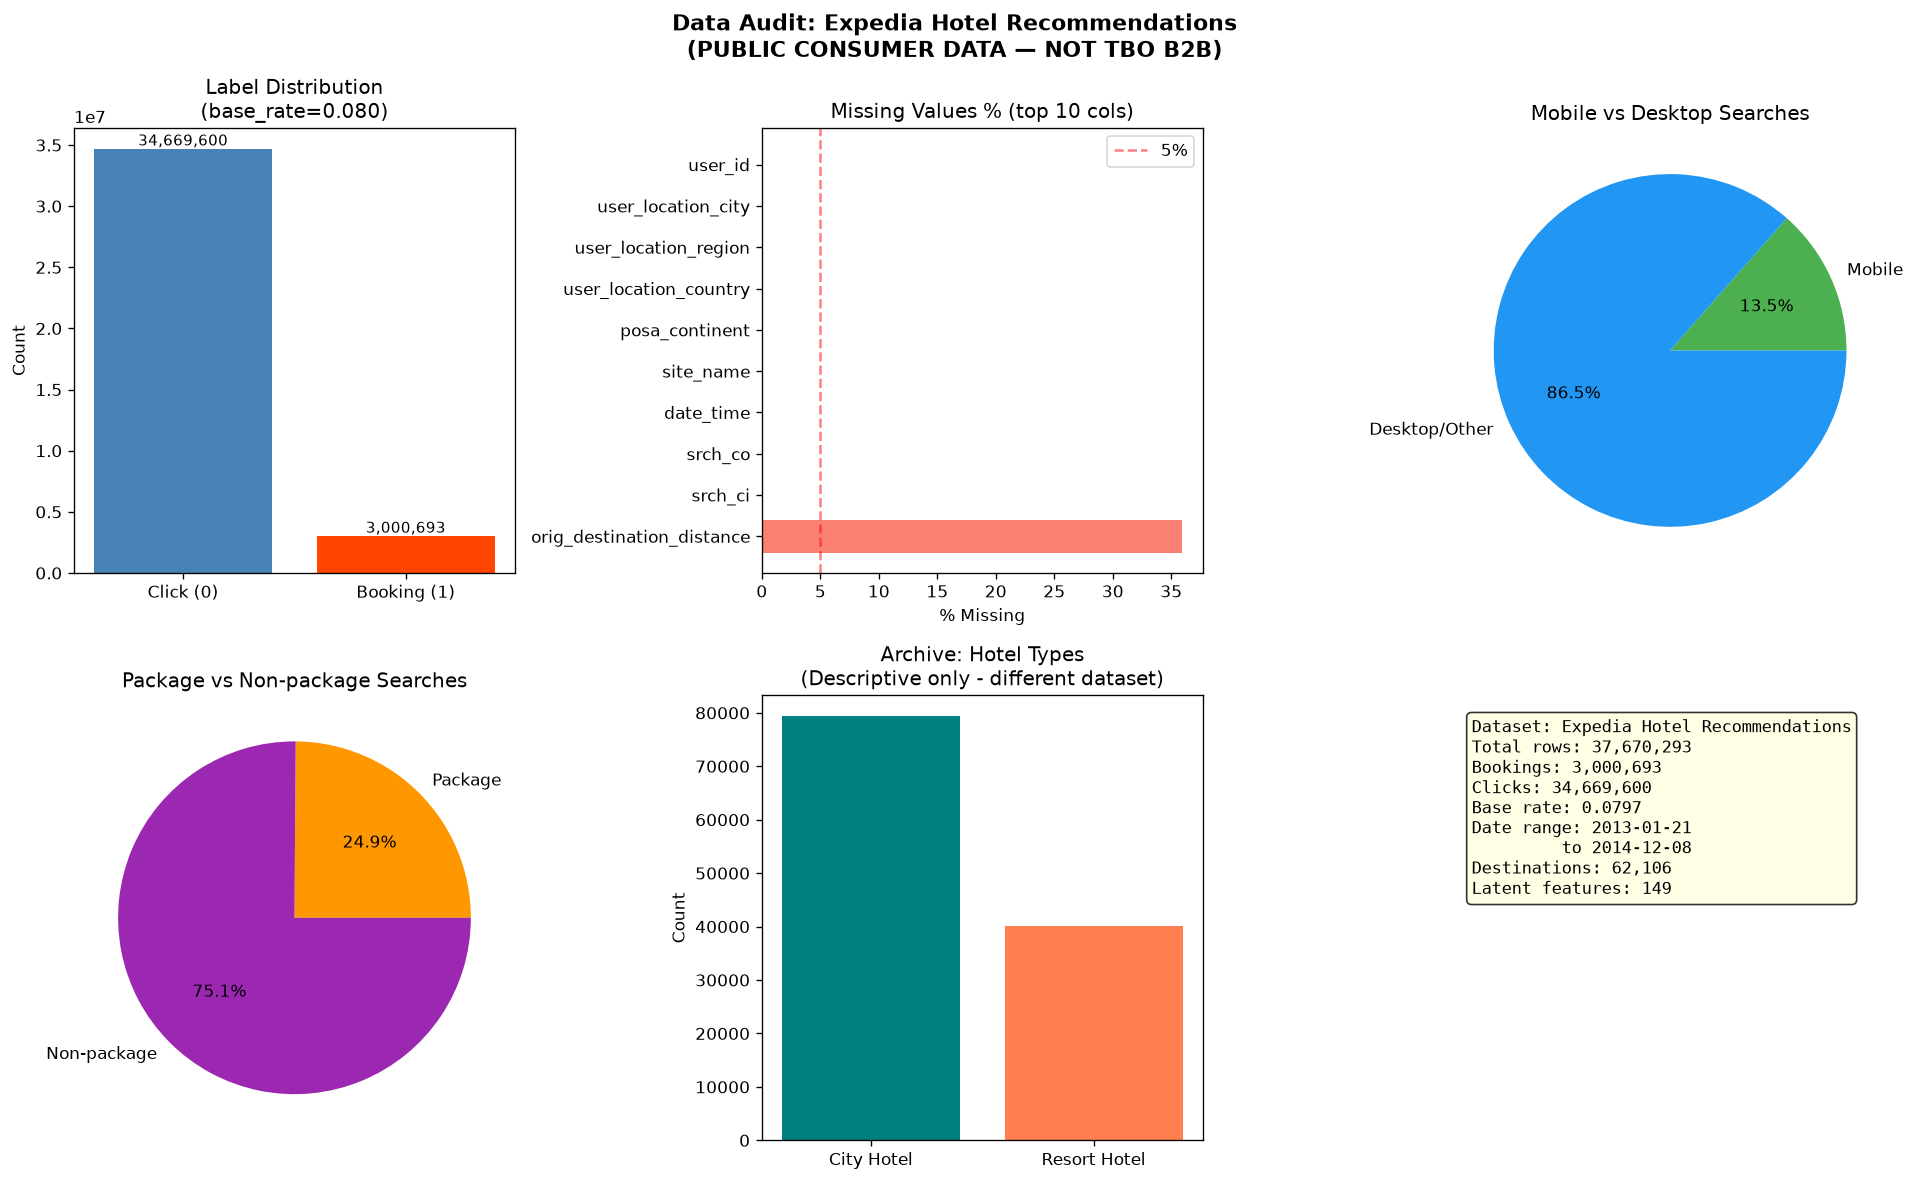 Data Audit: Expedia Hotel Recommendations
(PUBLIC CONSUMER DATA — NOT TBO B2B)
Label Distribution
(base_rate=0.080)
1e7
3.5
3.0
2.5
2.0
1.5
1.0
0.5
0.0
Count
34,669,600
3,000,693
Click (0)
Booking (1)
Missing Values % (top 10 cols)
5%
user_id
user_location_city
user_location_region
user_location_country
posa_continent
site_name
date_time
srch_co
srch_ci
orig_destination_distance
0 5 10 15 20 25 30 35
% Missing
Mobile vs Desktop Searches
Mobile
13.5%
86.5%
Desktop/Other
Package vs Non-package Searches
Package
24.9%
75.1%
Non-package
Archive: Hotel Types
(Descriptive only - different dataset)
80000
70000
60000
50000
40000
30000
20000
10000
0
Count
City Hotel
Resort Hotel
Dataset: Expedia Hotel Recommendations
Total rows: 37,670,293
Bookings: 3,000,693
Clicks: 34,669,600
Base rate: 0.0797
Date range: 2013-01-21
to 2014-12-08
Destinations: 62,106
Latent features: 149